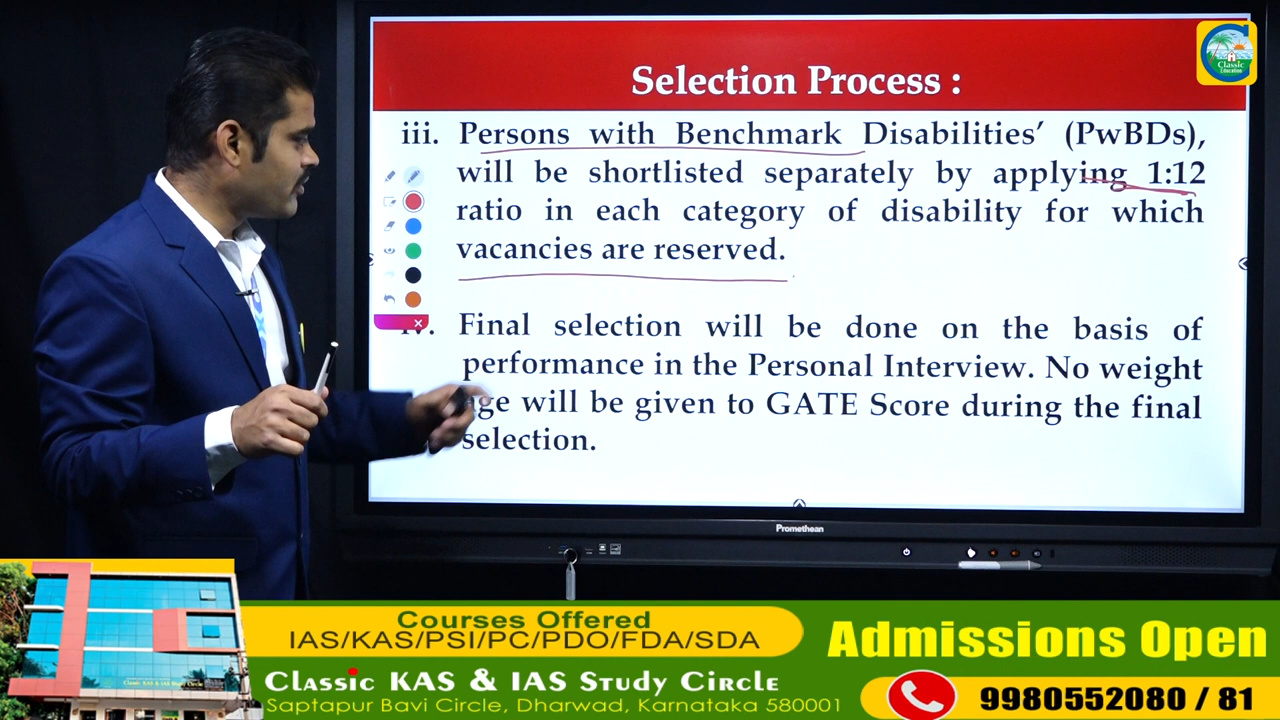 Selection Process :
Classic
Education
iii. Persons with Benchmark Disabilities' (PwBDs),
will be shortlisted separately by applying 1:12
ratio in each category of disability for which
vacancies are reserved.
Final selection will be done on the basis of
performance in the Personal Interview. No weight
age will be given to GATE Score during the final
selection.
Promethean
Courses Offered
IAS/KAS/PSI/PC/PDO/FDA/SDA
Classic KAS & IAS Study Circle
Saptapur Bavi Circle, Dharwad, Karnataka 580001
Admissions Open
9980552080 / 81